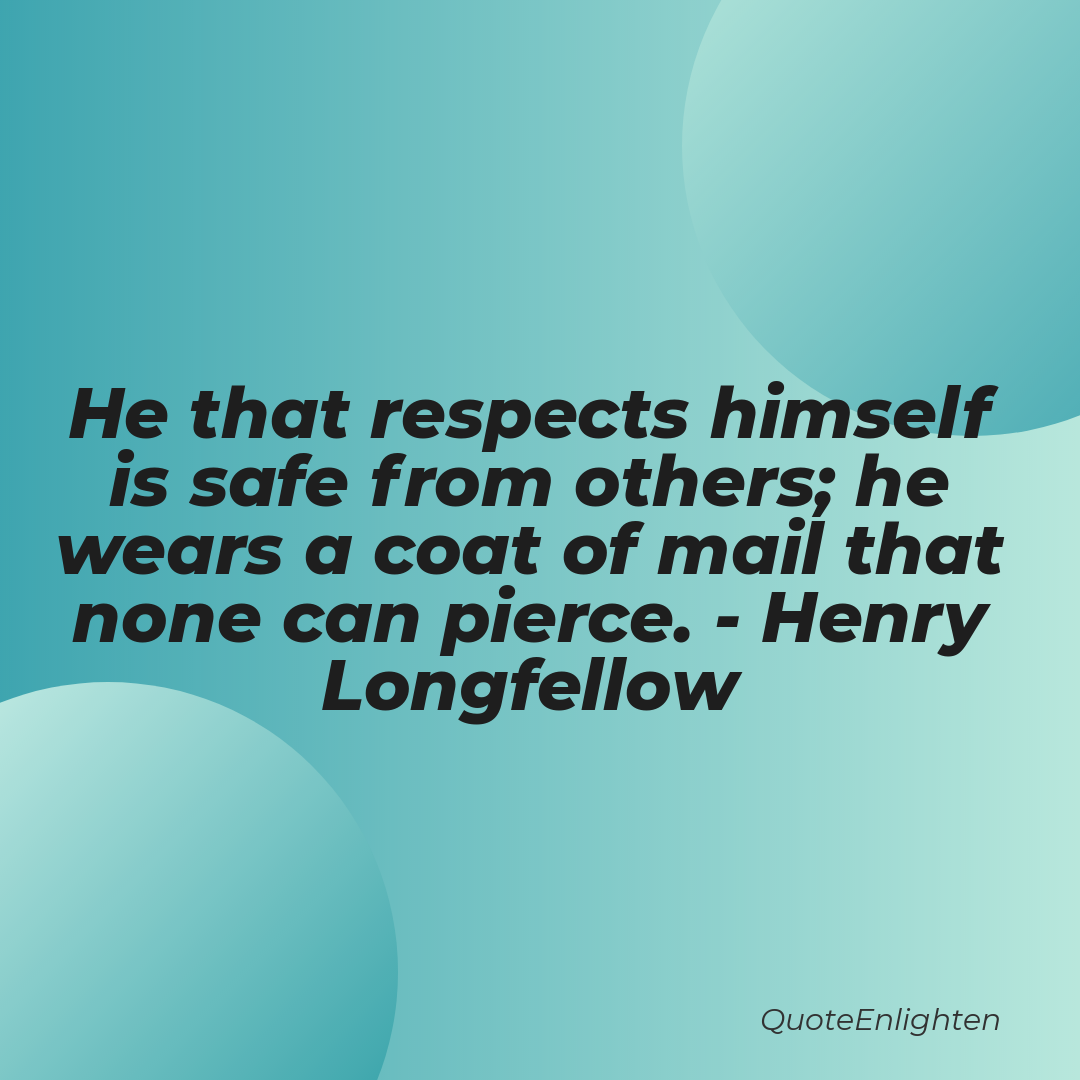 He that respects himself
is safe from others; he
wears a coat of mail that
none can pierce. - Henry
Longfellow
QuoteEnlighten